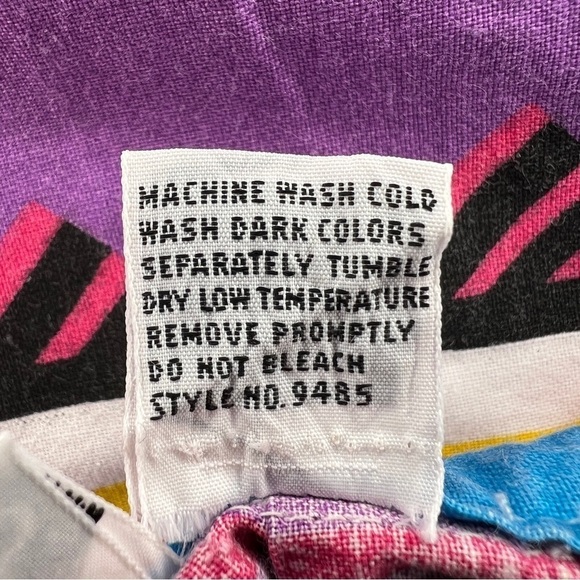 MACHINE WASH COLD
WASH DARK COLORS
SEPARATELY TUMBLE
DRY LOW TEMPERATURE
REMOVE PROMPTLY
DO NOT BLEACH
STYLE NO. 9485